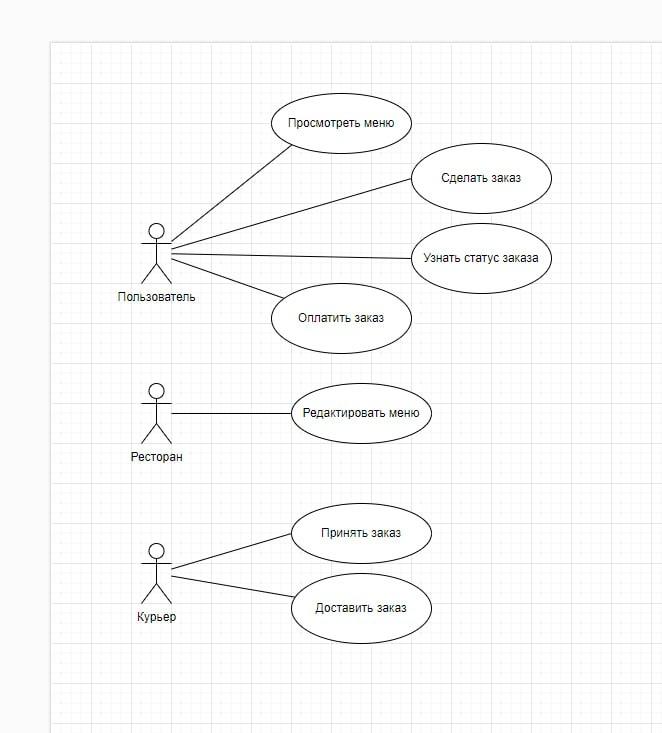 Просмотреть меню
Сделать заказ
Узнать статус заказа
Пользователь
Оплатить заказ
Редактировать меню
Ресторан
Принять заказ
Доставить заказ
Курьер